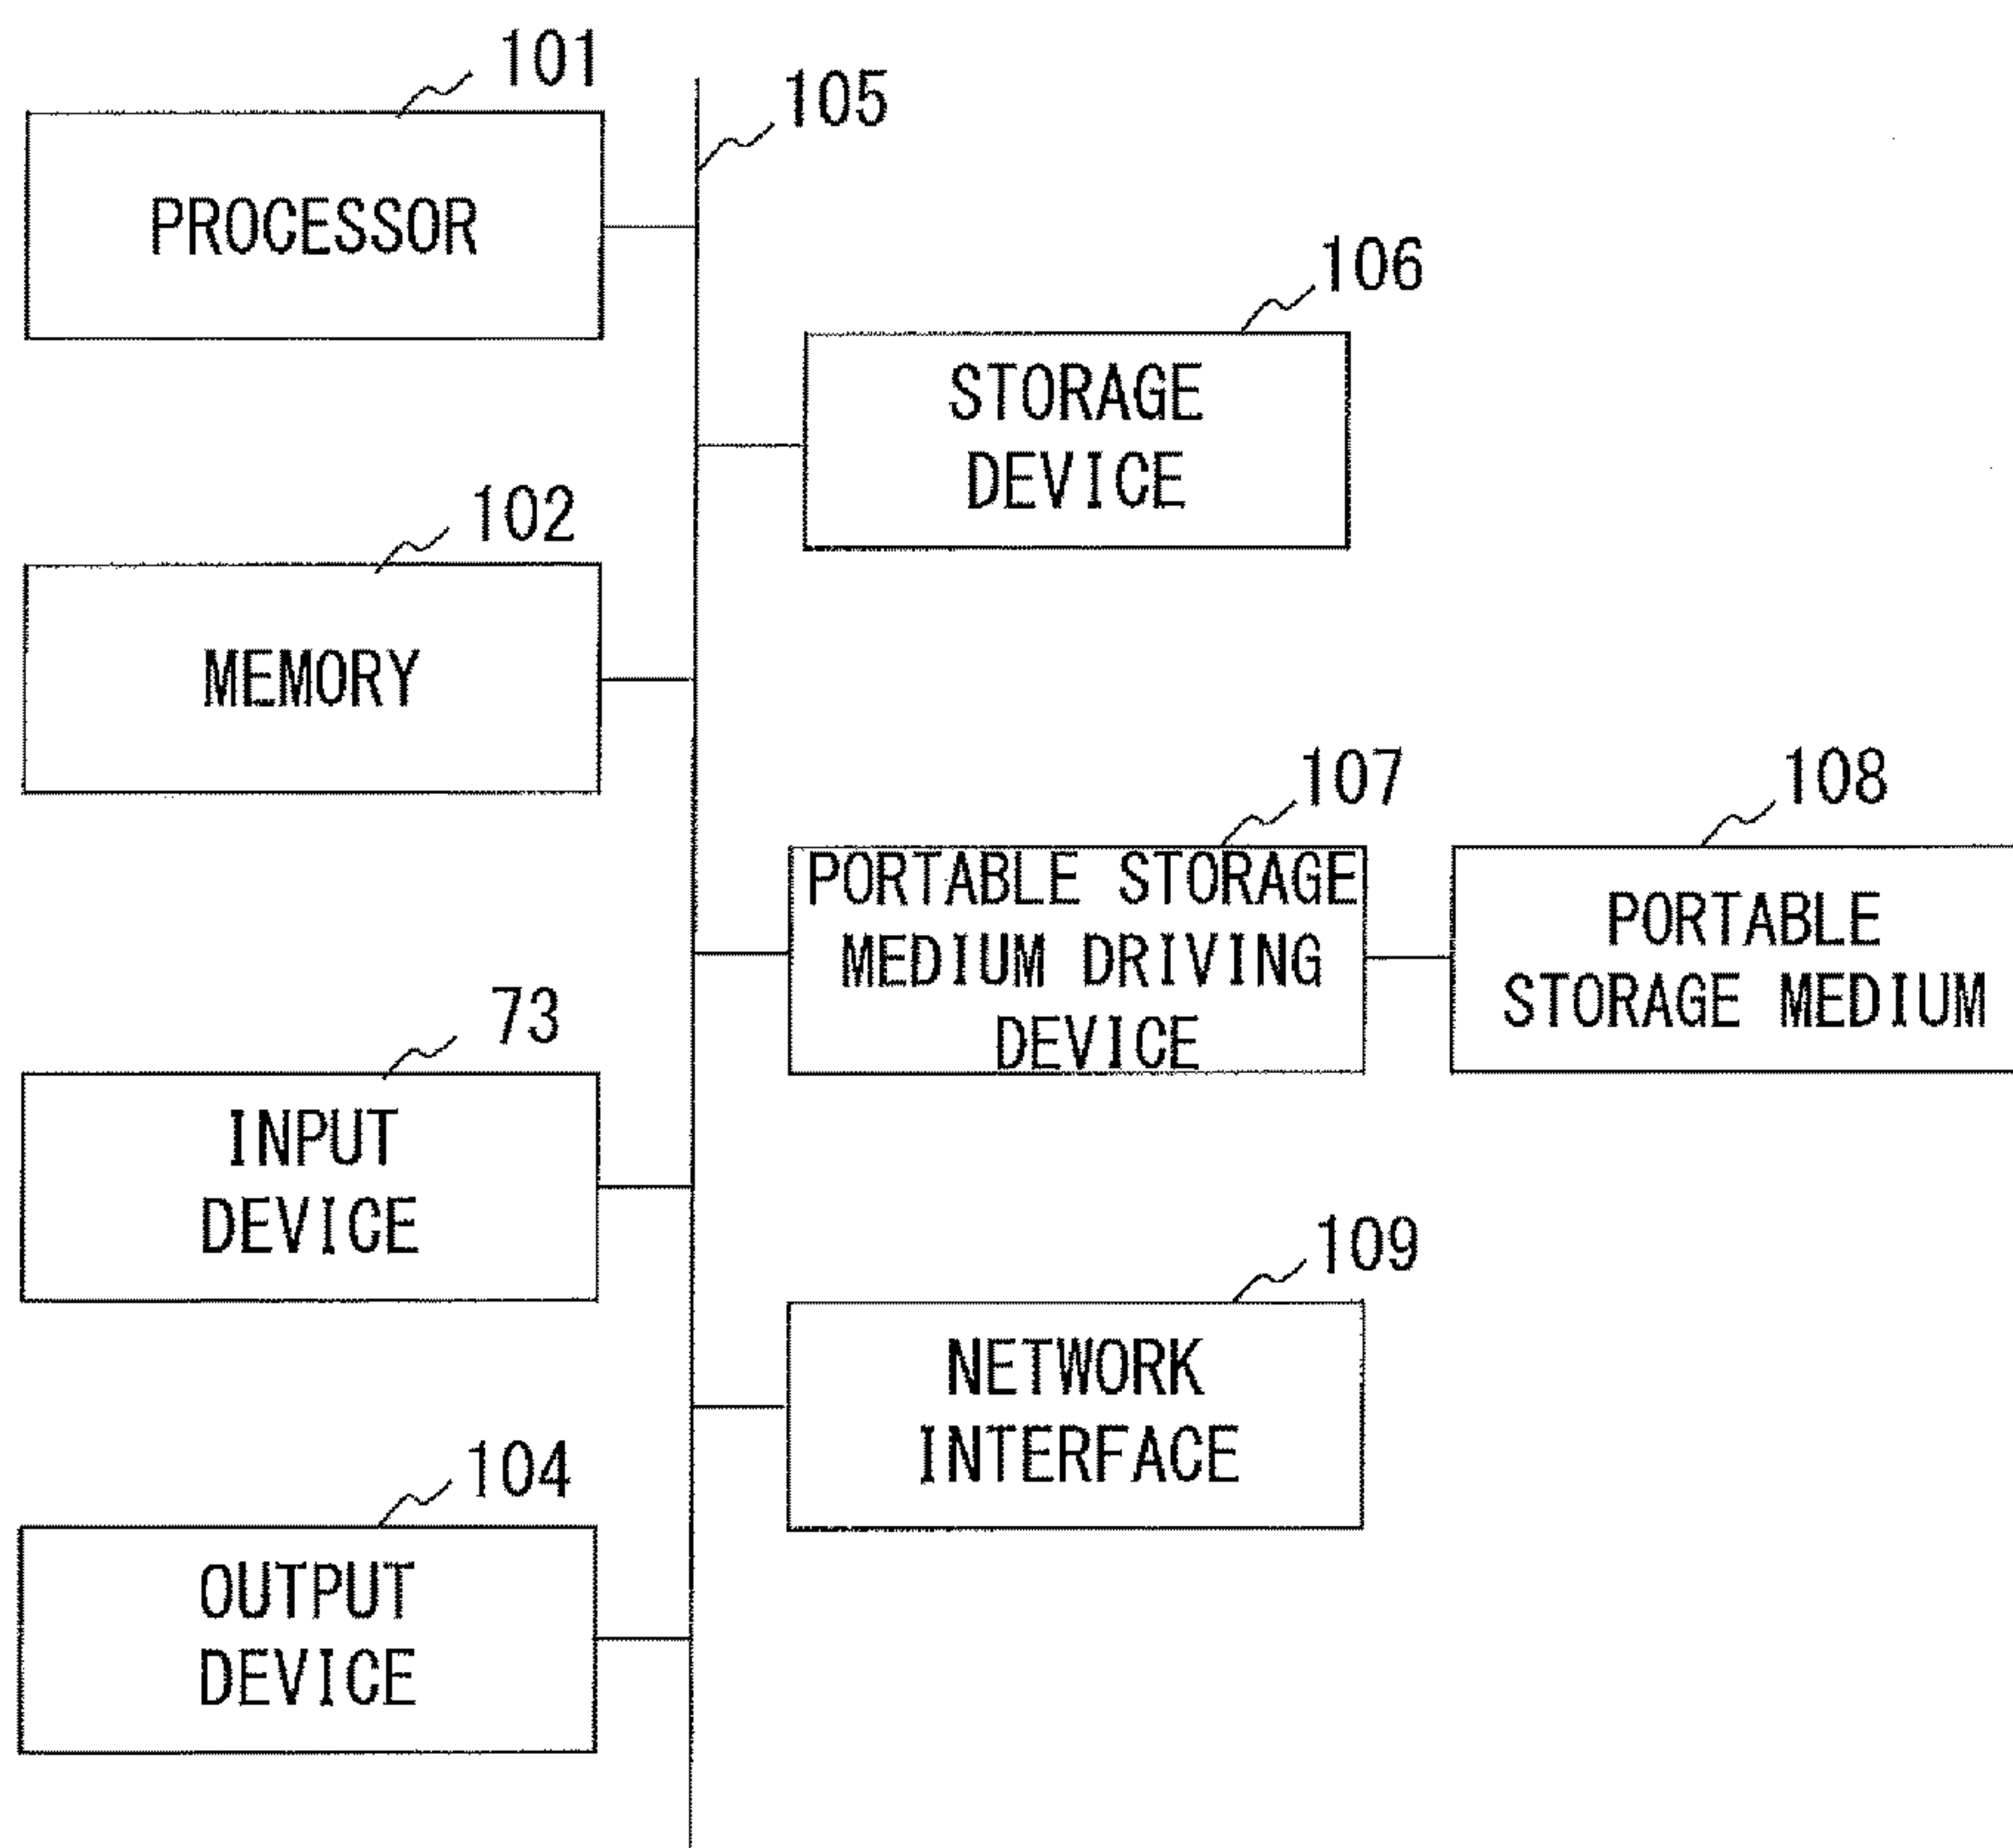 101
PROCESSOR
105
106
STORAGE
DEVICE
102
MEMORY
107
PORTABLE STORAGE
MEDIUM DRIVING
DEVICE
108
PORTABLE
STORAGE MEDIUM
73
INPUT
DEVICE
109
NETWORK
INTERFACE
104
OUTPUT
DEVICE